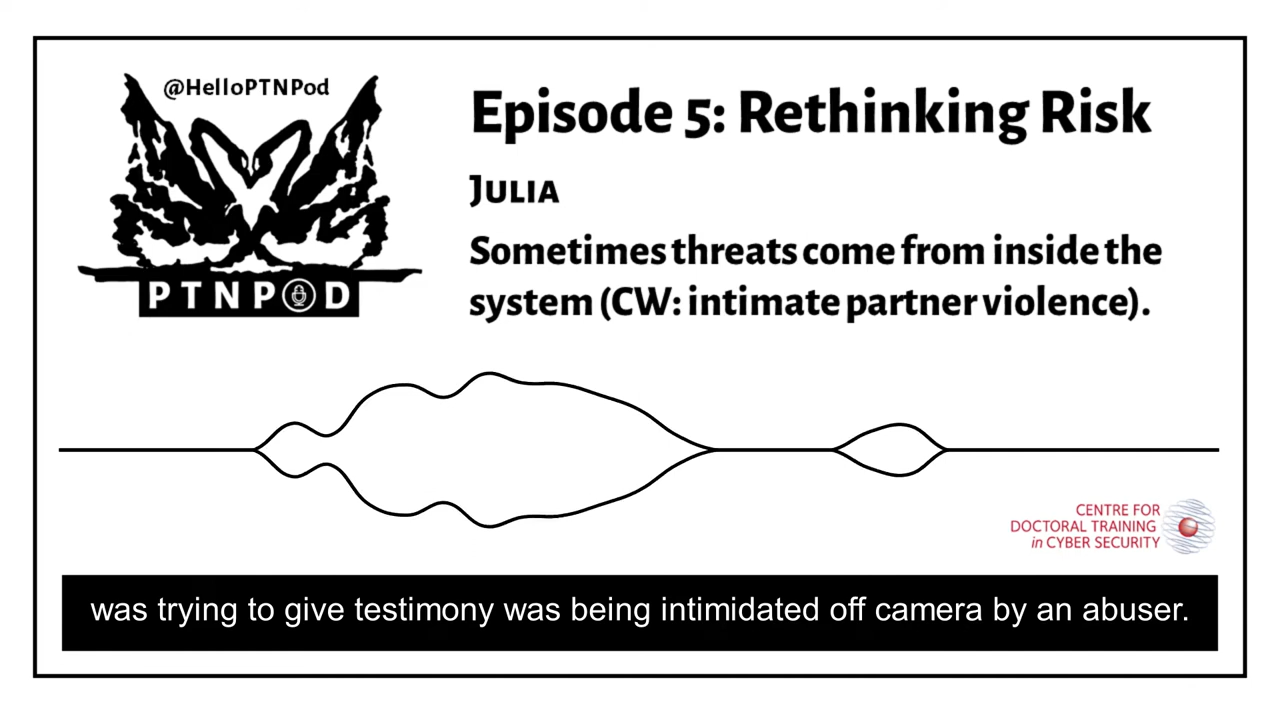 @HelloPTNPod
Episode 5: Rethinking Risk
Julia
Sometimes threats come from inside the
system (CW: intimate partner violence).
PTNPOD
CENTRE FOR
DOCTORAL TRAINING
in CYBER SECURITY
was trying to give testimony was being intimidated off camera by an abuser.